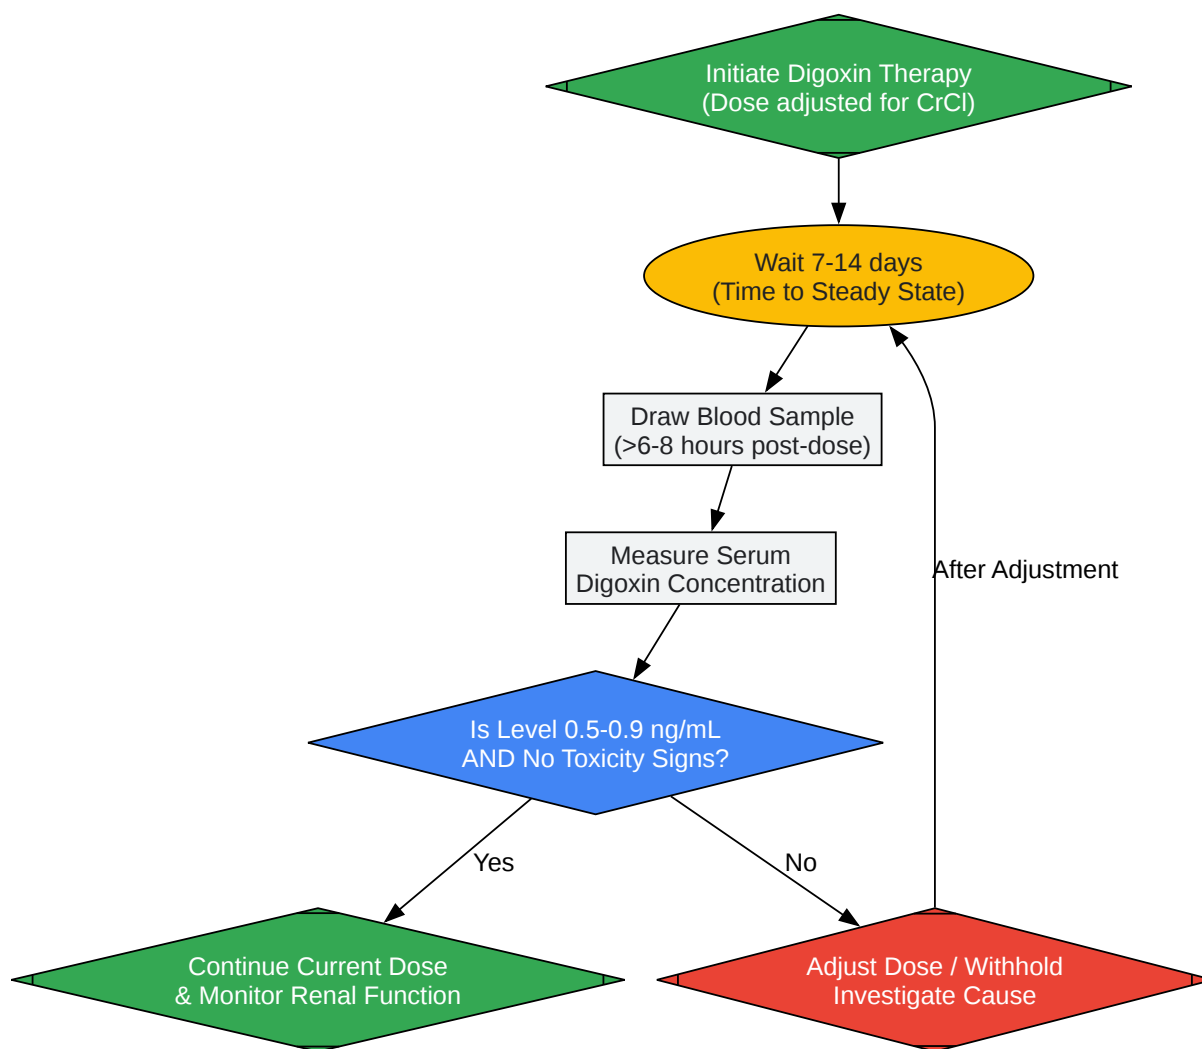 Initiate Digoxin Therapy
(Dose adjusted for CrCl)
Wait 7-14 days
(Time to Steady State)
Draw Blood Sample
(>6-8 hours post-dose)
Measure Serum
Digoxin Concentration
After Adjustment
Is Level 0.5-0.9 ng/mL
AND No Toxicity Signs?
Yes
No
Continue Current Dose
& Monitor Renal Function
Adjust Dose / Withhold
Investigate Cause